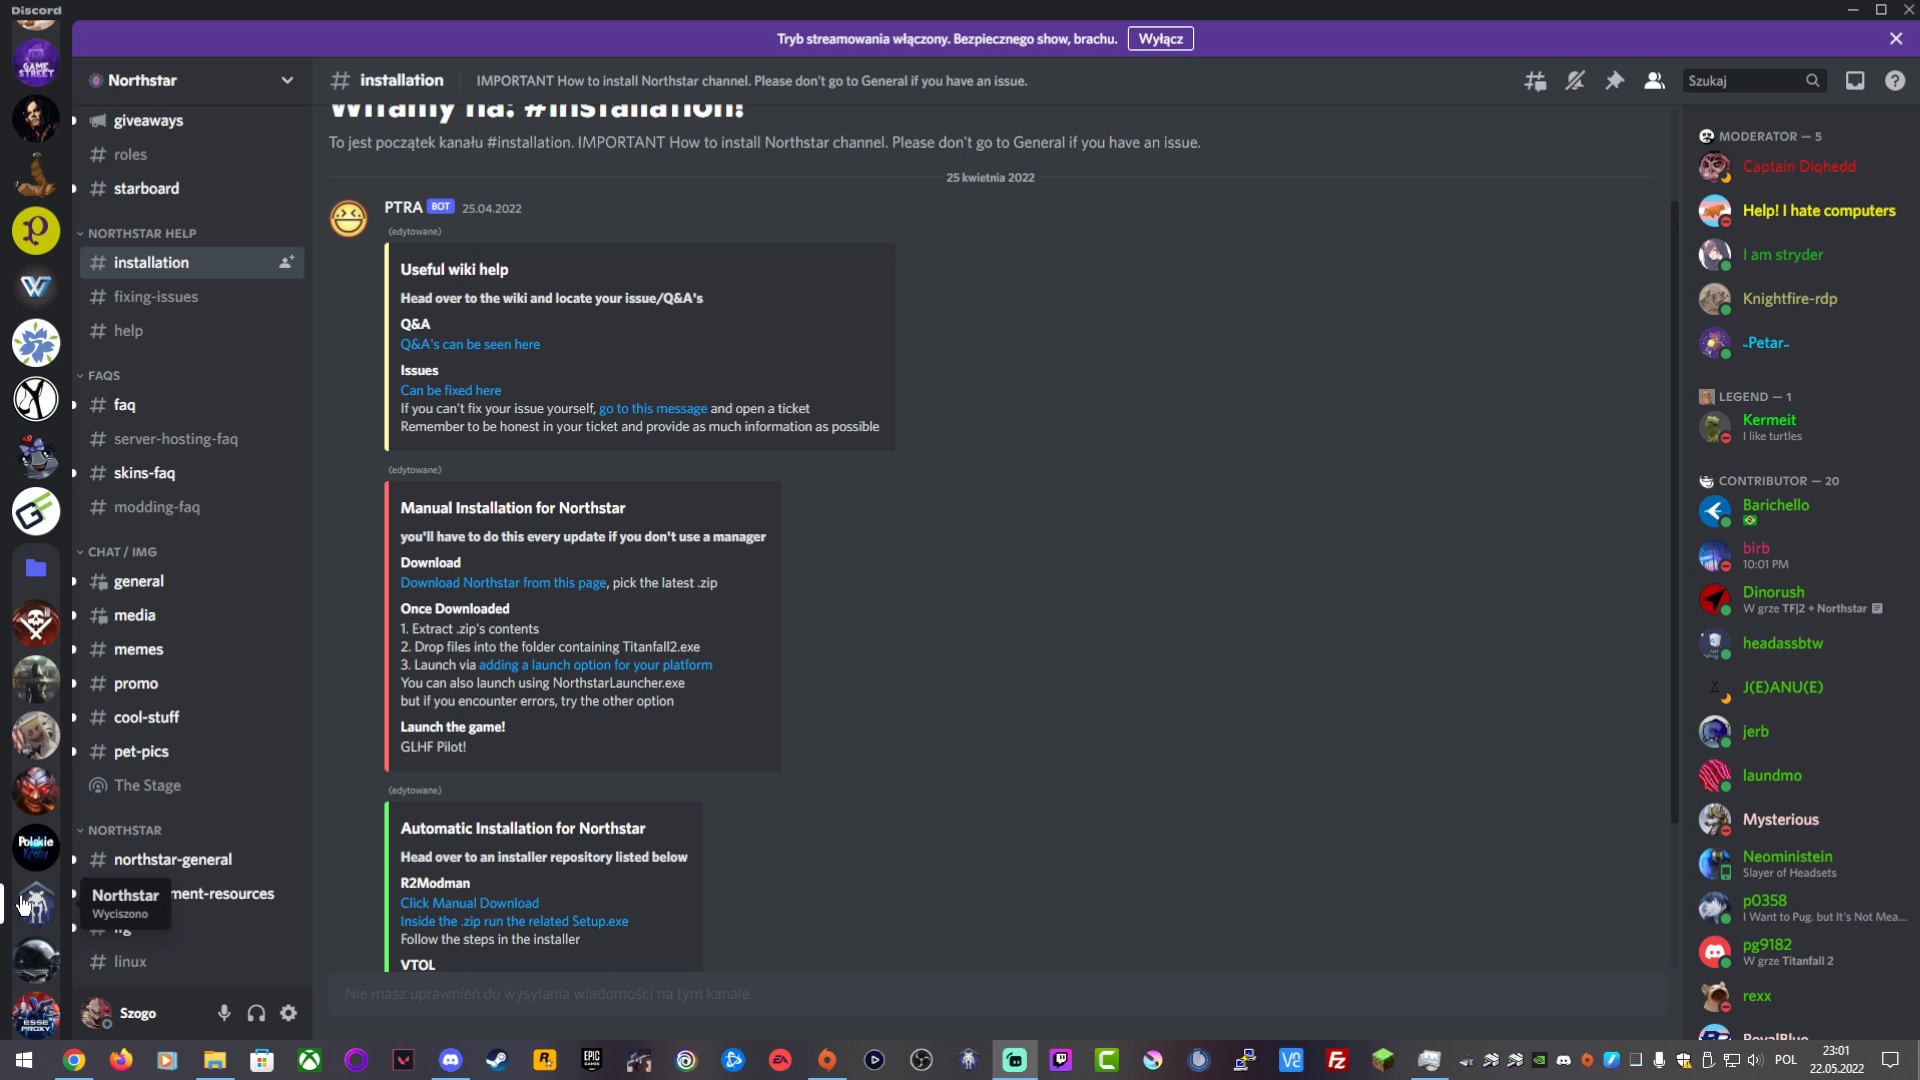 Discord
Tryb streamowania włączony. Bezpiecznego show, brachu.
Wyłącz
GAME STREET
Northstar
giveaways
roles
starboard
NORTHSTAR HELP
installation
fixing-issues
help
FAQS
faq
server-hosting-faq
skins-faq
modding-faq
CHAT / IMG
general
media
memes
promo
cool-stuff
pet-pics
The Stage
NORTHSTAR
northstar-general
ment-resources
Northstar
Wyciszono
linux
Polskie
ESSE PROXY
Szogo
installation
IMPORTANT How to install Northstar channel. Please don't go to General if you have an issue.
Szukaj
Witamy na: #installation!
To jest początek kanału #installation. IMPORTANT How to install Northstar channel. Please don't go to General if you have an issue.
25 kwietnia 2022
PTRA BOT 25.04.2022
(edytowane)
Useful wiki help
Head over to the wiki and locate your issue/Q&A's
Q&A
Q&A's can be seen here
Issues
Can be fixed here
If you can't fix your issue yourself, go to this message and open a ticket
Remember to be honest in your ticket and provide as much information as possible
(edytowane)
Manual Installation for Northstar
you'll have to do this every update if you don't use a manager
Download
Download Northstar from this page, pick the latest .zip
Once Downloaded
1. Extract .zip's contents
2. Drop files into the folder containing Titanfall2.exe
3. Launch via adding a launch option for your platform
You can also launch using NorthstarLauncher.exe
but if you encounter errors, try the other option
Launch the game!
GLHF Pilot!
(edytowane)
Automatic Installation for Northstar
Head over to an installer repository listed below
R2Modman
Click Manual Download
Inside the .zip run the related Setup.exe
Follow the steps in the installer
VTOL
Nie masz uprawnień do wysyłania wiadomości na tym kanale.
MODERATOR — 5
Captain Diqhedd
Help! I hate computers
I am stryder
Knightfire-rdp
~Petar~
LEGEND — 1
Kermeit
I like turtles
CONTRIBUTOR — 20
Barichello
birb
10:01 PM
Dinorush
W grze TF|2 + Northstar
headassbtw
J(E)ANU(E)
jerb
laundmo
Mysterious
Neoministein
Slayer of Headsets
p0358
I Want to Pug, but It's Not Mea...
pg9182
W grze Titanfall 2
rexx
RoyalBlue
POL
23:01
22.05.2022